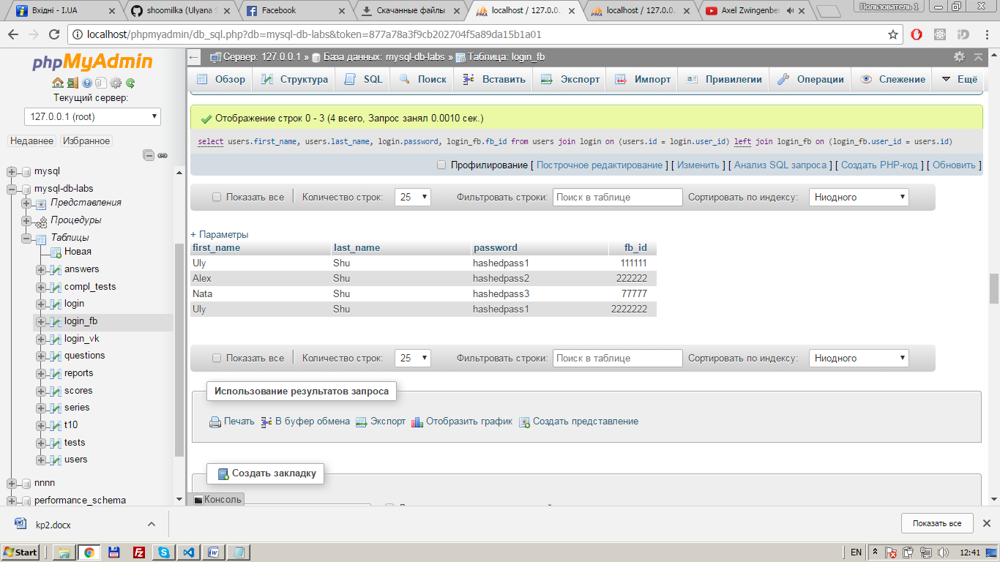 Вхідні - I.UA
shoomilka (Ulyana S
Facebook
Скачанные файлы
localhost / 127.0.0.
localhost / 127.0.0.
Axel Zwingenber
Пользователь 1
localhost/phpmyadmin/db_sql.php?db=mysql-db-labs&token=877a78a3f9cb202704f5a89da15b1a01
phpMyAdmin
Текущий сервер:
127.0.0.1 (root)
Недавнее Избранное
mysql
mysql-db-labs
Представления
Процедуры
Таблицы
Новая
answers
compl_tests
login
login_fb
login_vk
questions
reports
scores
series
t10
tests
users
nnnn
performance_schema
Сервер: 127.0.0.1 » База данных: mysql-db-labs » Таблица: login_fb
Обзор Структура SQL Поиск Вставить Экспорт Импорт Привилегии Операции Слежение Ещё
Отображение строк 0 - 3 (4 всего, Запрос занял 0.0010 сек.)
select users.first_name, users.last_name, login.password, login_fb.fb_id from users join login on (users.id = login.user_id) left join login_fb on (login_fb.user_id = users.id)
Профилирование [ Построчное редактирование ] [ Изменить ] [ Анализ SQL запроса ] [ Создать PHP-код ] [ Обновить ]
Показать все Количество строк: 25 Фильтровать строки: Поиск в таблице Сортировать по индексу: Ниодного
+ Параметры
first_name last_name password fb_id
Uly Shu hashedpass1 111111
Alex Shu hashedpass2 222222
Nata Shu hashedpass3 77777
Uly Shu hashedpass1 2222222
Показать все Количество строк: 25 Фильтровать строки: Поиск в таблице Сортировать по индексу: Ниодного
Использование результатов запроса
Печать В буфер обмена Экспорт Отобразить график Создать представление
Создать закладку
Консоль
kp2.docx
Показать все
Start
EN
12:41